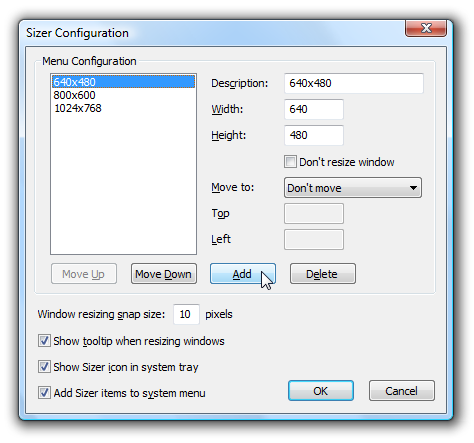 Sizer Configuration
Menu Configuration
640x480
800x600
1024x768
Description: 640x480
Width: 640
Height: 480
Don't resize window
Move to: Don't move
Top
Left
Move Up Move Down Add Delete
Window resizing snap size: 10 pixels
Show tooltip when resizing windows
Show Sizer icon in system tray
Add Sizer items to system menu
OK Cancel